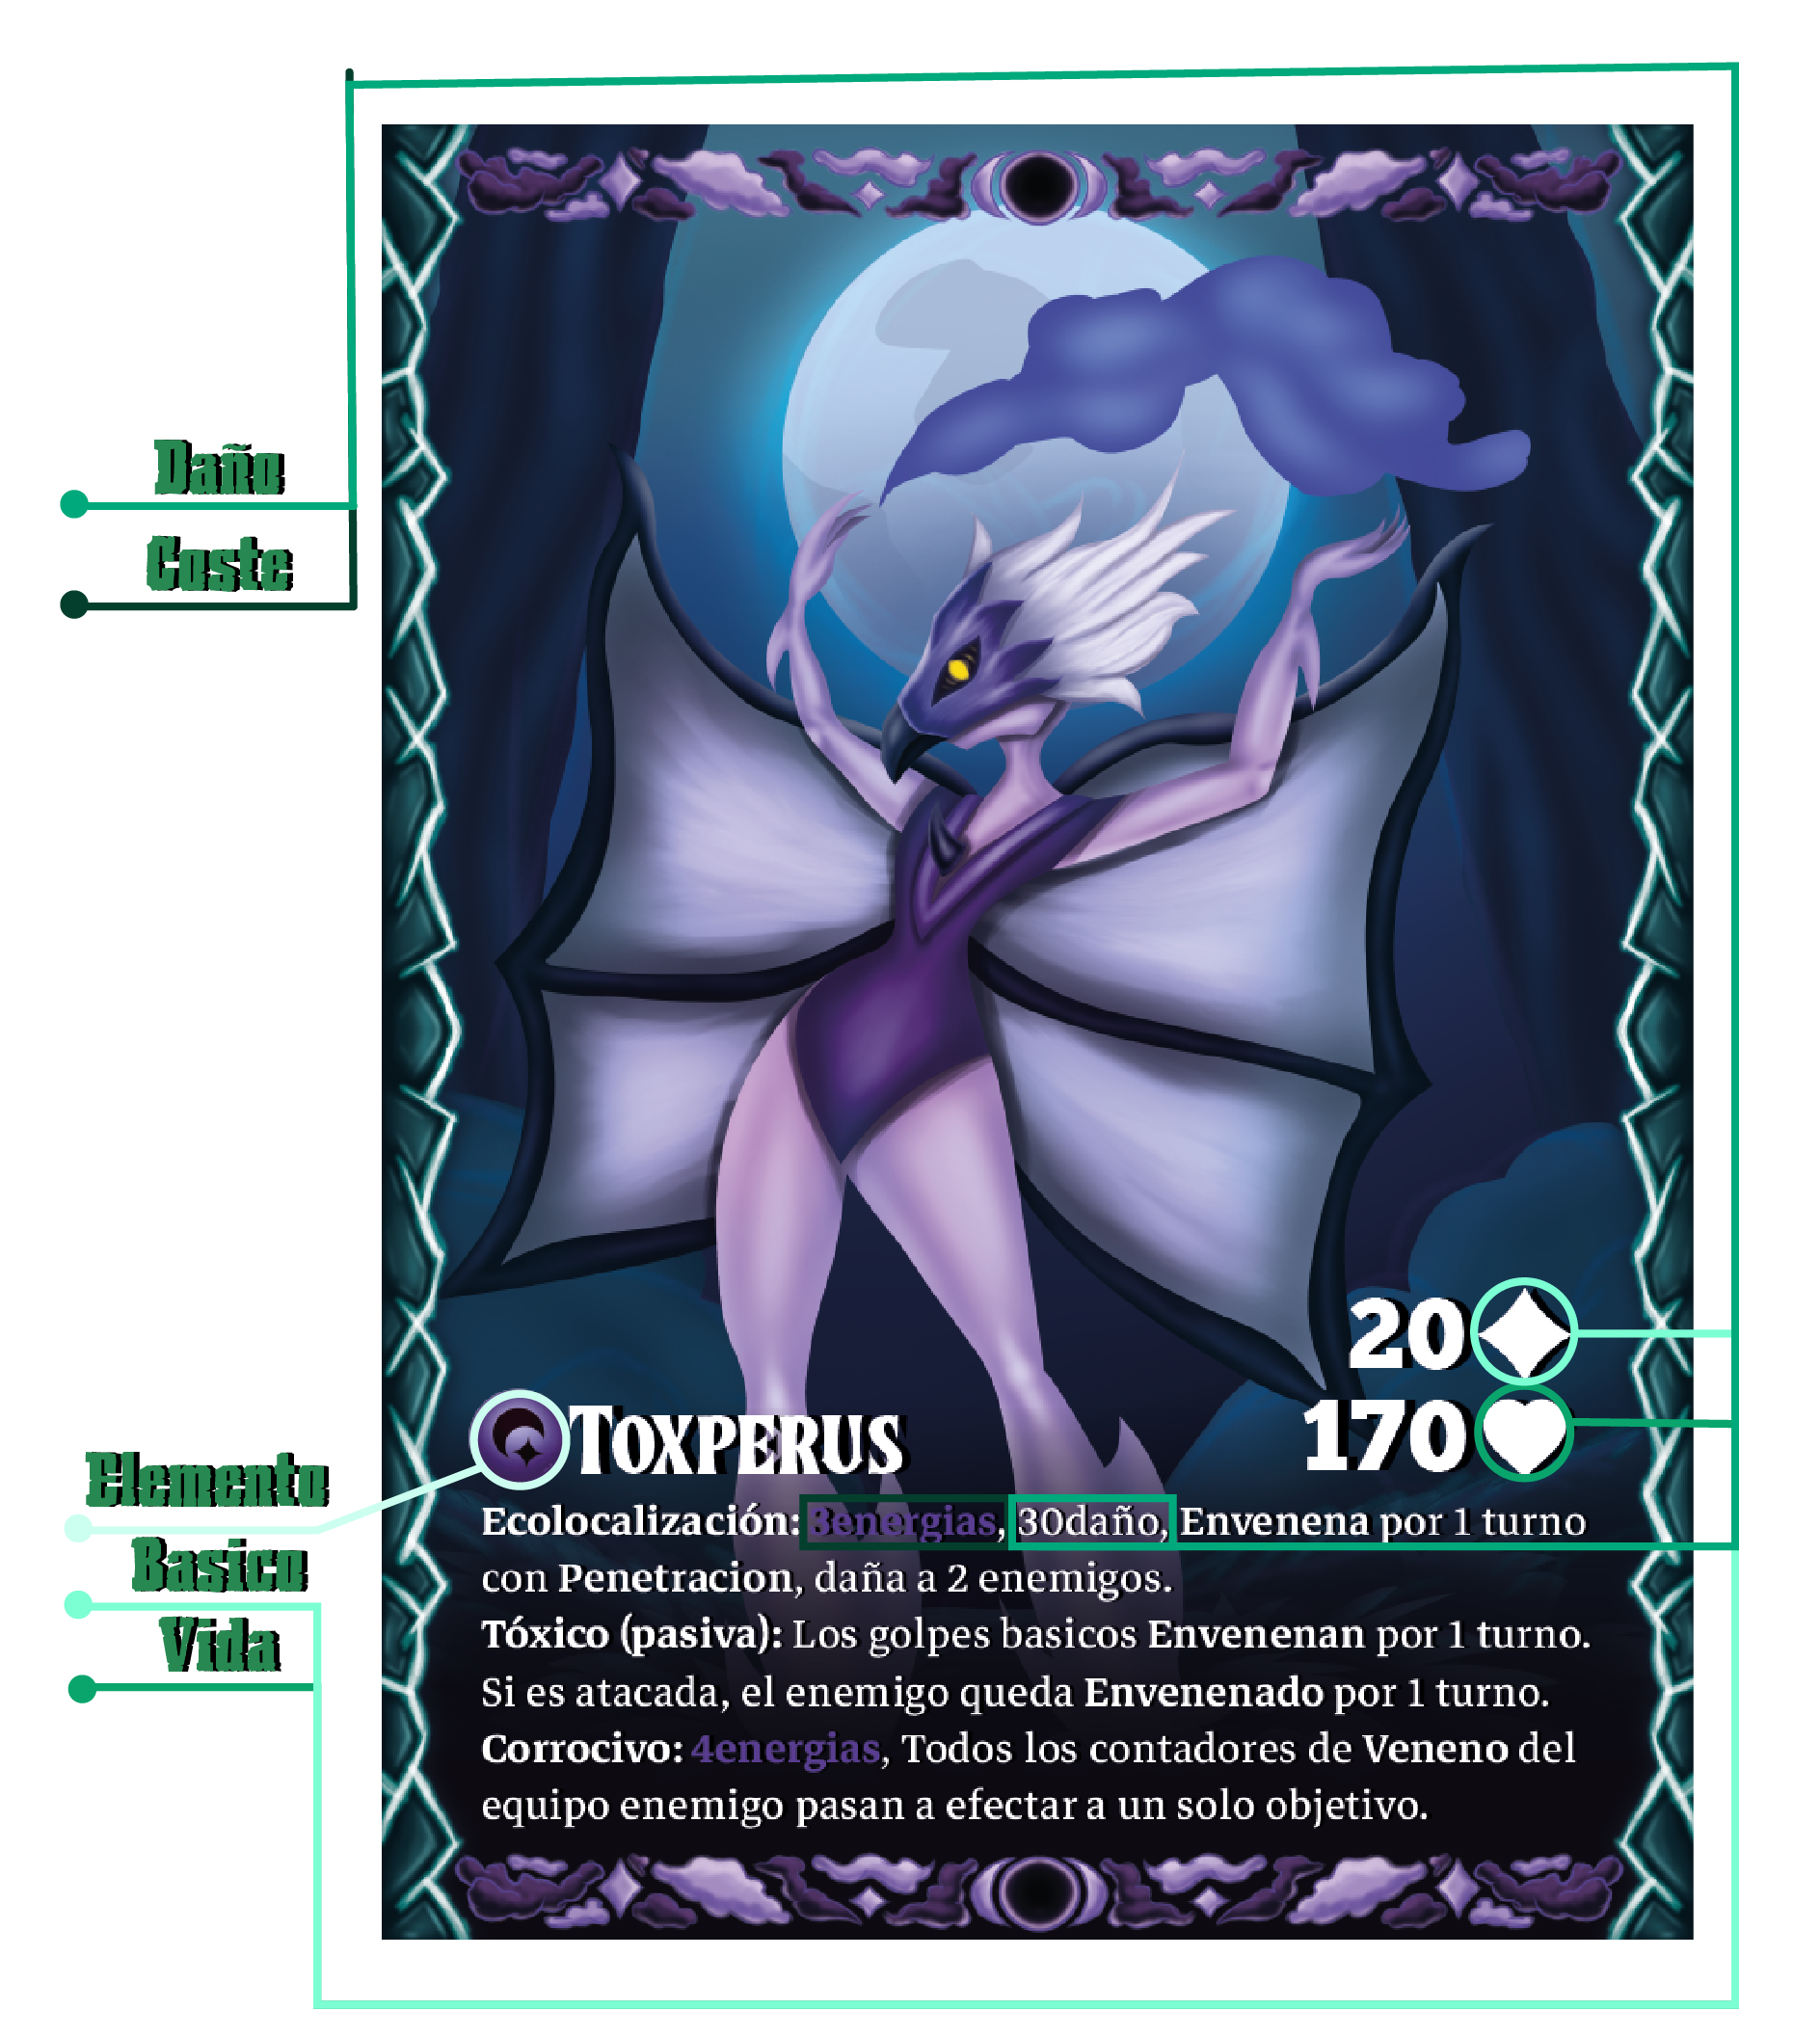 Daño
Coste
20
170
Elemento
TOXPERUS
Basico
Vida
Ecolocalización: 3energias, 30daño, Envenena por 1 turno
con Penetracion, daña a 2 enemigos.
Tóxico (pasiva): Los golpes basicos Envenenan por 1 turno.
Si es atacada, el enemigo queda Envenenado por 1 turno.
Corrocivo: 4energias, Todos los contadores de Veneno del
equipo enemigo pasan a efectar a un solo objetivo.